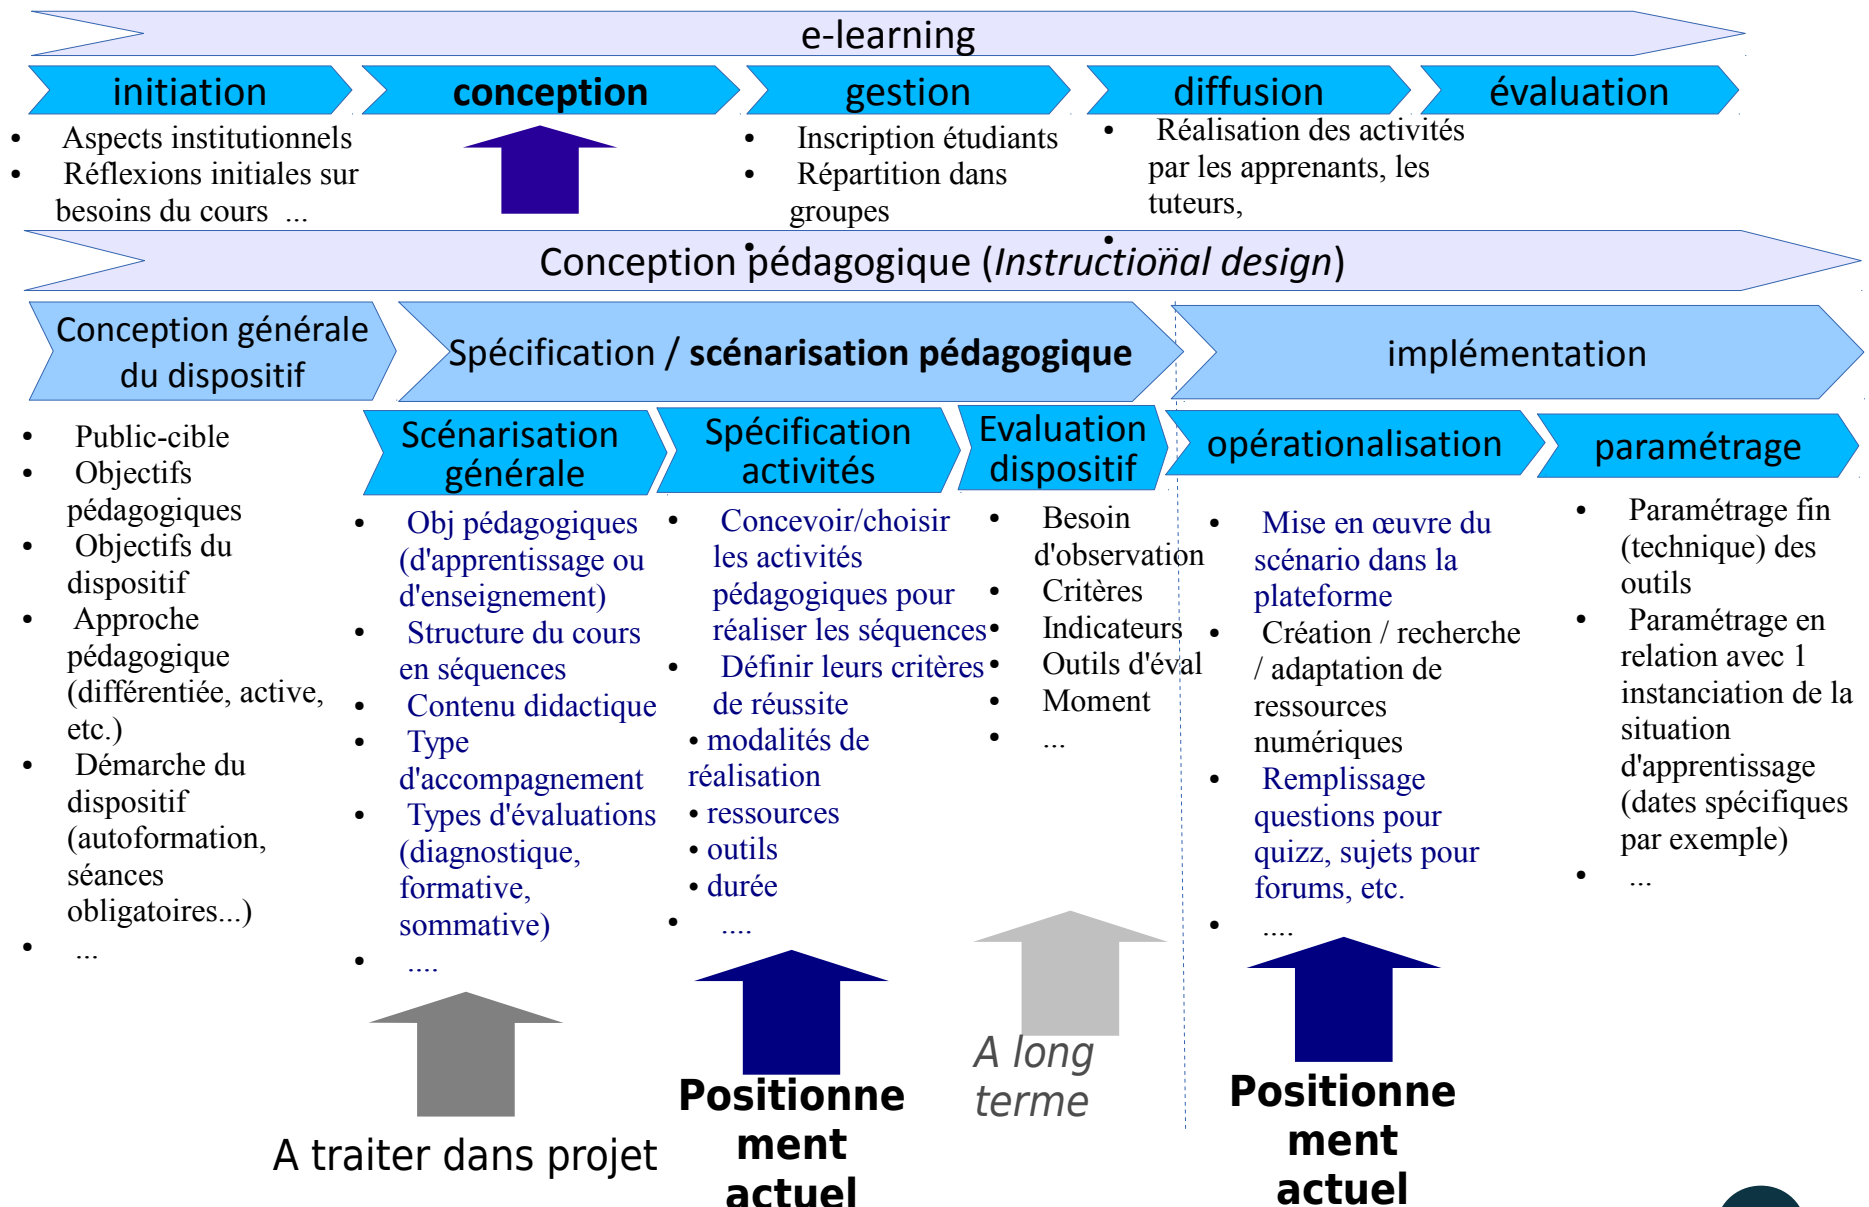 e-learning
initiation
conception
gestion
diffusion
évaluation
• Aspects institutionnels
• Réflexions initiales sur
besoins du cours ...
• Inscription étudiants
• Répartition dans
groupes
•
• Réalisation des activités
par les apprenants, les
tuteurs,
• ...
Conception pédagogique (Instructional design)
Conception générale
du dispositif
Spécification / scénarisation pédagogique
implémentation
• Public-cible
• Objectifs
pédagogiques
• Objectifs du
dispositif
• Approche
pédagogique
(différentiée, active,
etc.)
• Démarche du
dispositif
(autoformation,
séances
obligatoires...)
• ...
Scénarisation
générale
• Obj pédagogiques
(d'apprentissage ou
d'enseignement)
• Structure du cours
en séquences
• Contenu didactique
• Type
d'accompagnement
• Types d'évaluations
(diagnostique,
formative,
sommative)
• ....
A traiter dans projet
Spécification
activités
• Concevoir/choisir
les activités
pédagogiques pour
réaliser les séquences
• Définir leurs critères
de réussite
• modalités de
réalisation
• ressources
• outils
• durée
• ....
Positionne
ment
actuel
Evaluation
dispositif
• Besoin
d'observation
• Critères
• Indicateurs
• Outils d'éval
• Moment
• ...
A long
terme
opérationalisation
• Mise en œuvre du
scénario dans la
plateforme
• Création / recherche
/ adaptation de
ressources
numériques
• Remplissage
questions pour
quizz, sujets pour
forums, etc.
• ....
Positionne
ment
actuel
paramétrage
• Paramétrage fin
(technique) des
outils
• Paramétrage en
relation avec 1
instanciation de la
situation
d'apprentissage
(dates spécifiques
par exemple)
• ...